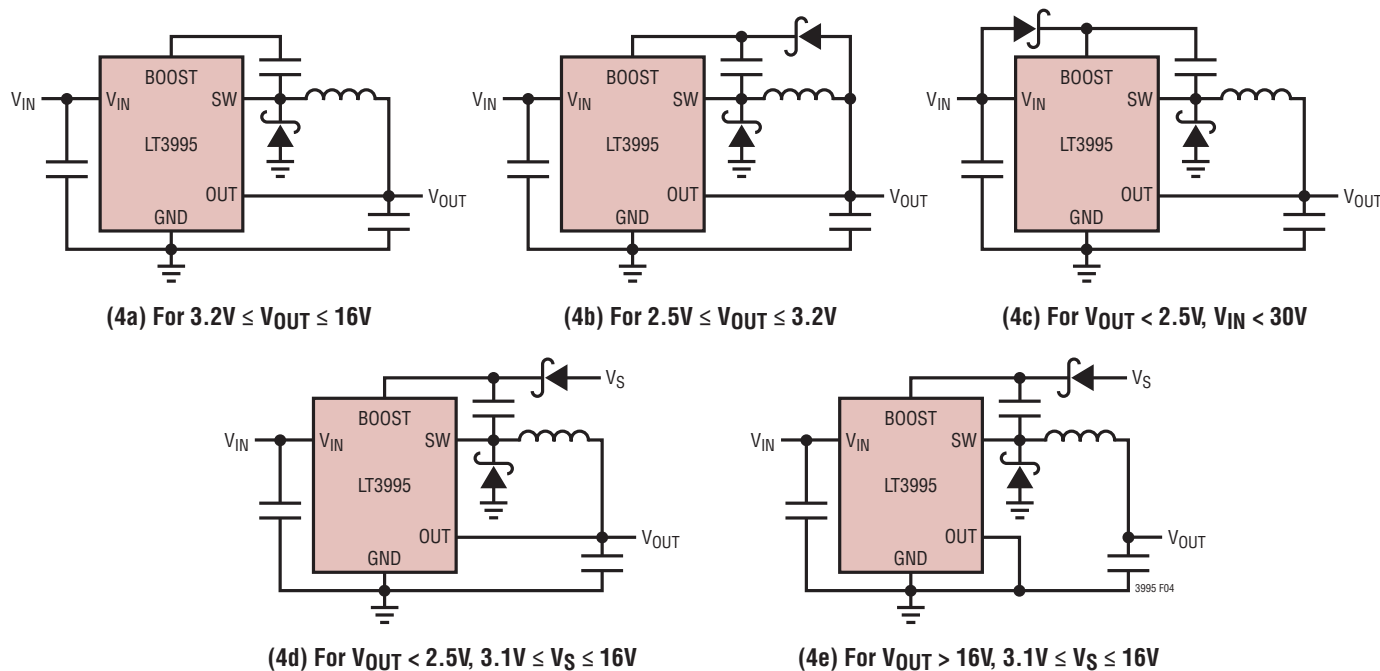 BOOST
V_IN
V_IN
SW
LT3995
OUT
V_OUT
GND
(4a) For 3.2V ≤ V_OUT ≤ 16V
BOOST
V_IN
V_IN
SW
LT3995
OUT
V_OUT
GND
(4b) For 2.5V ≤ V_OUT ≤ 3.2V
BOOST
V_IN
V_IN
SW
LT3995
OUT
V_OUT
GND
(4c) For V_OUT < 2.5V, V_IN < 30V
V_S
BOOST
V_IN
V_IN
SW
LT3995
OUT
V_OUT
GND
(4d) For V_OUT < 2.5V, 3.1V ≤ V_S ≤ 16V
V_S
BOOST
V_IN
V_IN
SW
LT3995
OUT
V_OUT
GND
3995 F04
(4e) For V_OUT > 16V, 3.1V ≤ V_S ≤ 16V